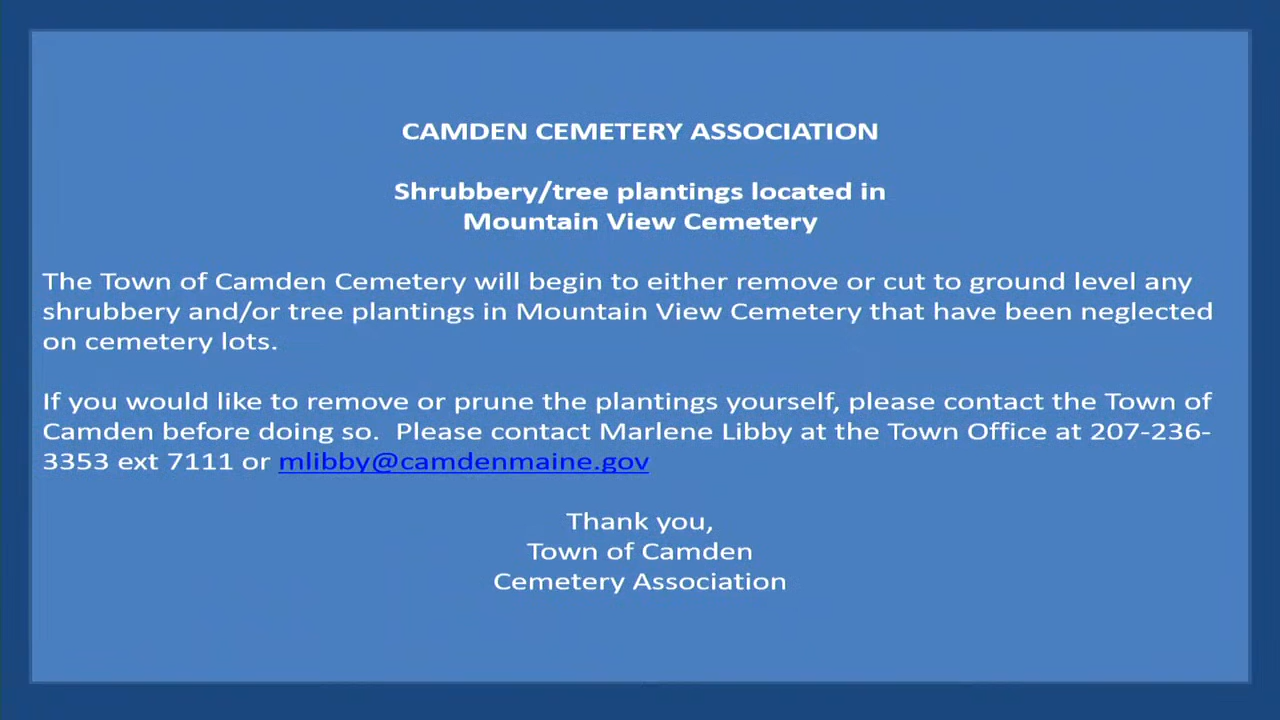 CAMDEN CEMETERY ASSOCIATION
Shrubbery/tree plantings located in
Mountain View Cemetery
The Town of Camden Cemetery will begin to either remove or cut to ground level any
shrubbery and/or tree plantings in Mountain View Cemetery that have been neglected
on cemetery lots.
If you would like to remove or prune the plantings yourself, please contact the Town of
Camden before doing so.  Please contact Marlene Libby at the Town Office at 207-236-
3353 ext 7111 or mlibby@camdenmaine.gov
Thank you,
Town of Camden
Cemetery Association